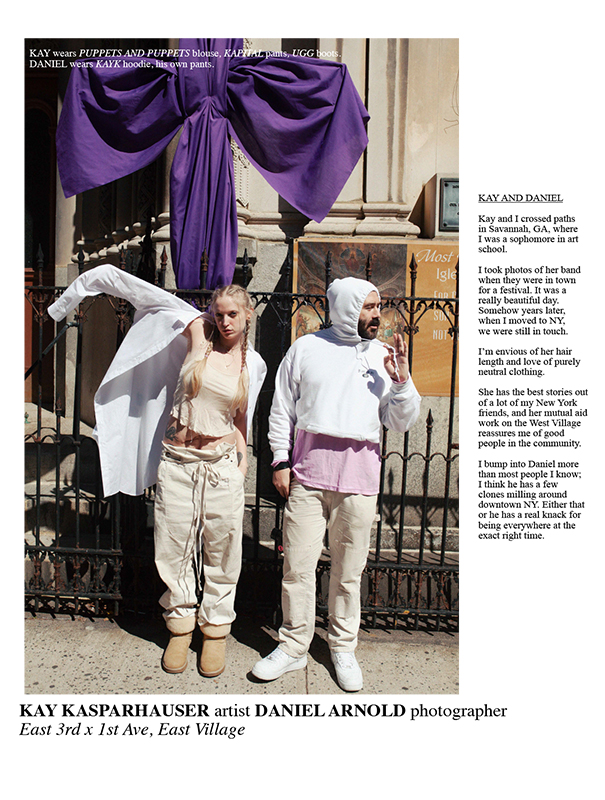 KAY wears PUPPETS AND PUPPETS blouse, KAPITAL pants, UGG boots.
DANIEL wears KAYK hoodie, his own pants.
Most
Igle
KAY AND DANIEL
Kay and I crossed paths
in Savannah, GA, where
I was a sophomore in art
school.
I took photos of her band
when they were in town
for a festival. It was a
really beautiful day.
Somehow years later,
when I moved to NY,
we were still in touch.
I’m envious of her hair
length and love of purely
neutral clothing.
She has the best stories out
of a lot of my New York
friends, and her mutual aid
work on the West Village
reassures me of good
people in the community.
I bump into Daniel more
than most people I know;
I think he has a few
clones milling around
downtown NY. Either that
or he has a real knack for
being everywhere at the
exact right time.
KAY KASPARHAUSER artist DANIEL ARNOLD photographer
East 3rd x 1st Ave, East Village